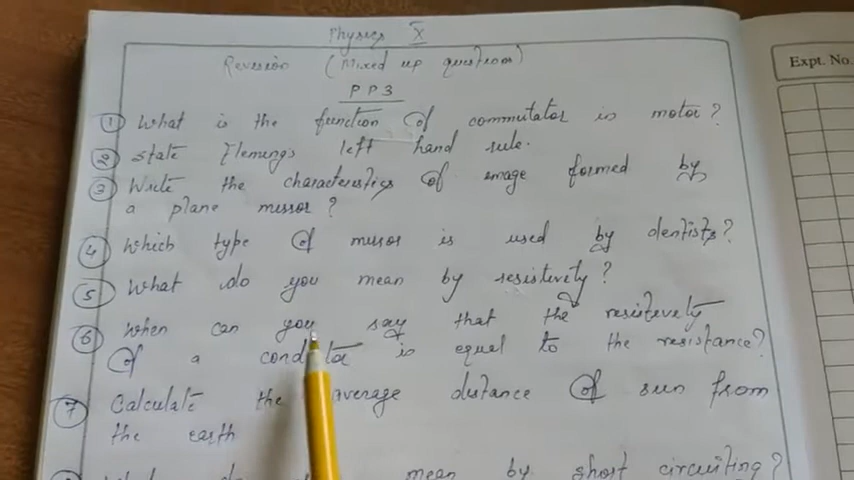 Physics X
Revision (Mixed up question)
PP3
1 What is the function of commutator in motor?
2 State Flemings left hand rule.
3 Write the characteristics of image formed by
a plane mirror?
4 Which type of mirror is used by dentists?
5 What do you mean by resistivety?
6 When can you say that the resistevety
of a is equal to the resistance?
7 Calculate the average distance of sun from
the earth
mean by short circuiting?
Expt. No.